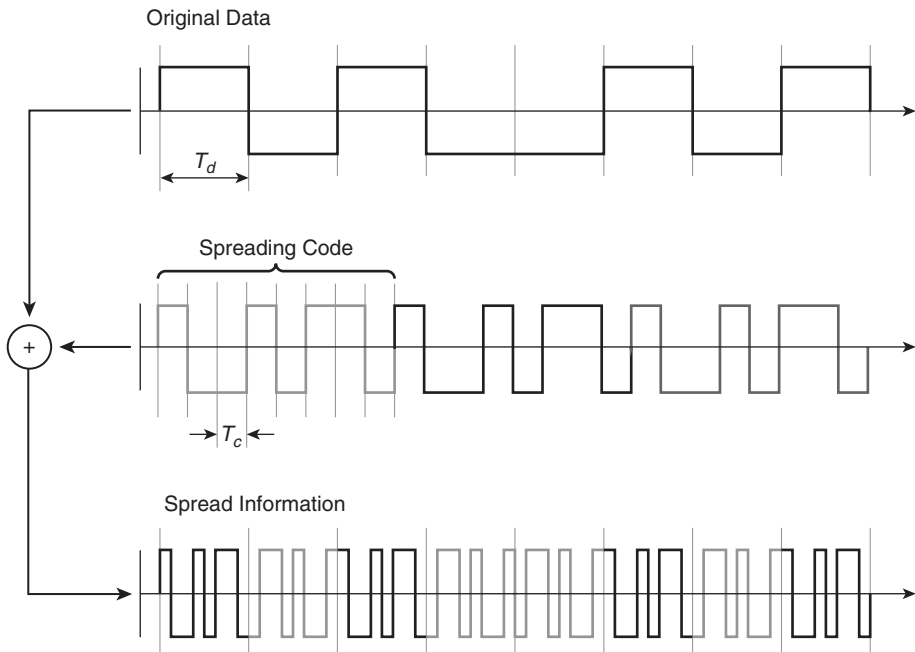 Original Data
T_d
Spreading Code
+
T_c
Spread Information